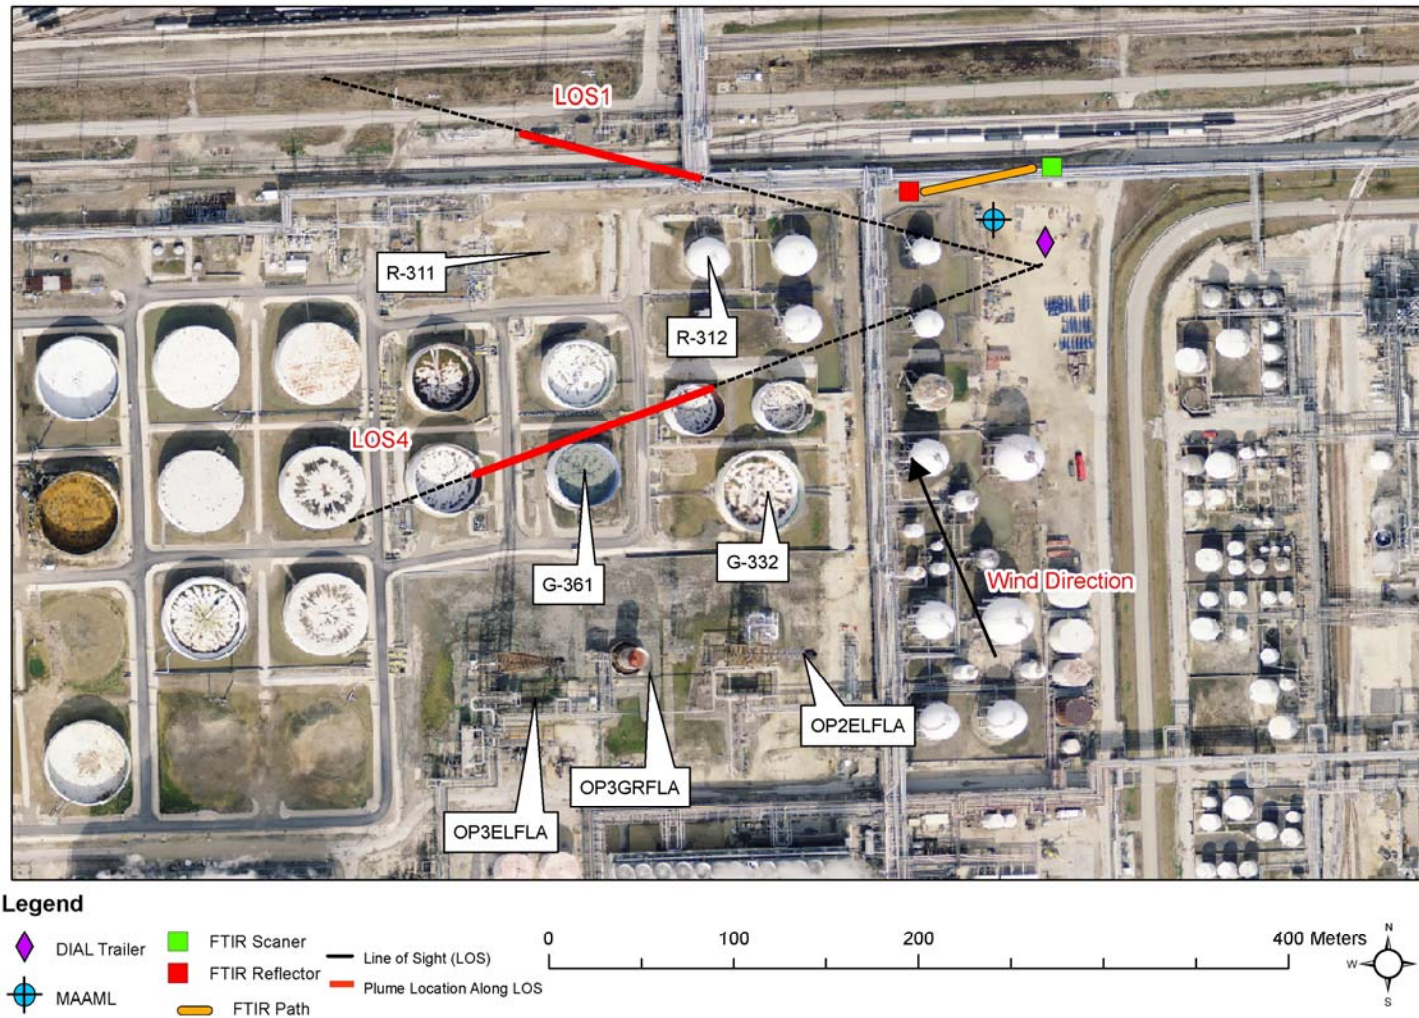 LOS1
R-311
R-312
LOS4
G-332
G-361
Wind Direction
OP2ELFLA
OP3GRFLA
OP3ELFLA
Legend
DIAL Trailer
MAAML
FTIR Scaner
FTIR Reflector
FTIR Path
Line of Sight (LOS)
Plume Location Along LOS
0 100 200 400 Meters
N
W E
S